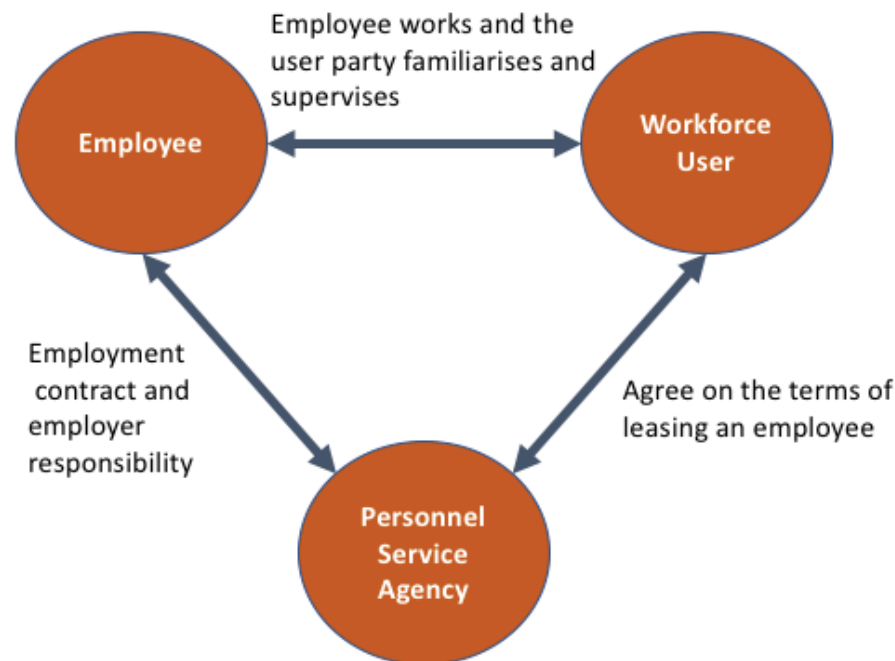 Employee works and the
user party familiarises and
supervises
Employee
Workforce
User
Employment
contract and
employer
responsibility
Agree on the terms of
leasing an employee
Personnel
Service
Agency